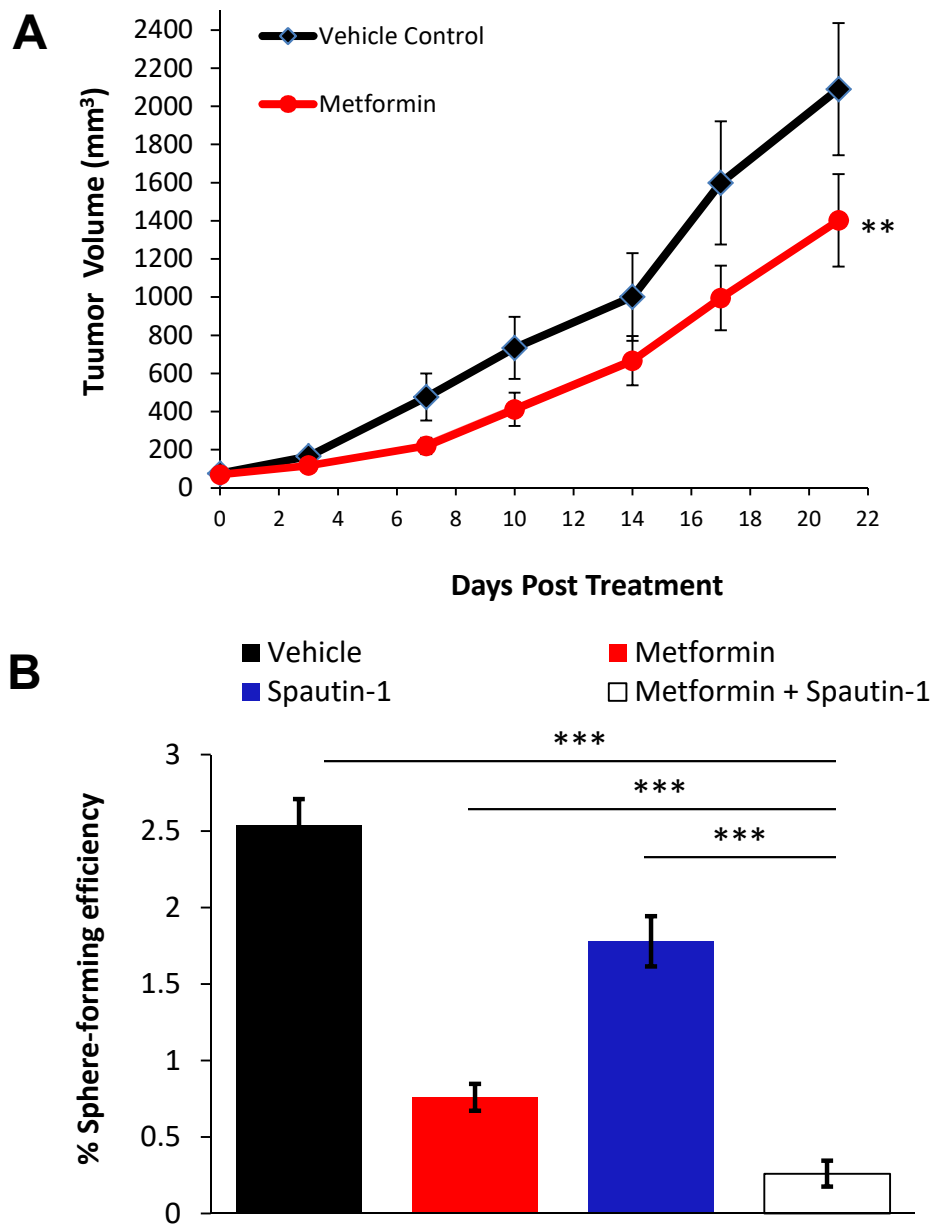 A
Tuumor Volume (mm³)
2400
2200
2000
1800
1600
1400
1200
1000
800
600
400
200
0
Vehicle Control
Metformin
**
0 2 4 6 8 10 12 14 16 18 20 22
Days Post Treatment
B
Vehicle Metformin
Spautin-1 Metformin + Spautin-1
% Sphere-forming efficiency
3
2.5
2
1.5
1
0.5
0
***
***
***